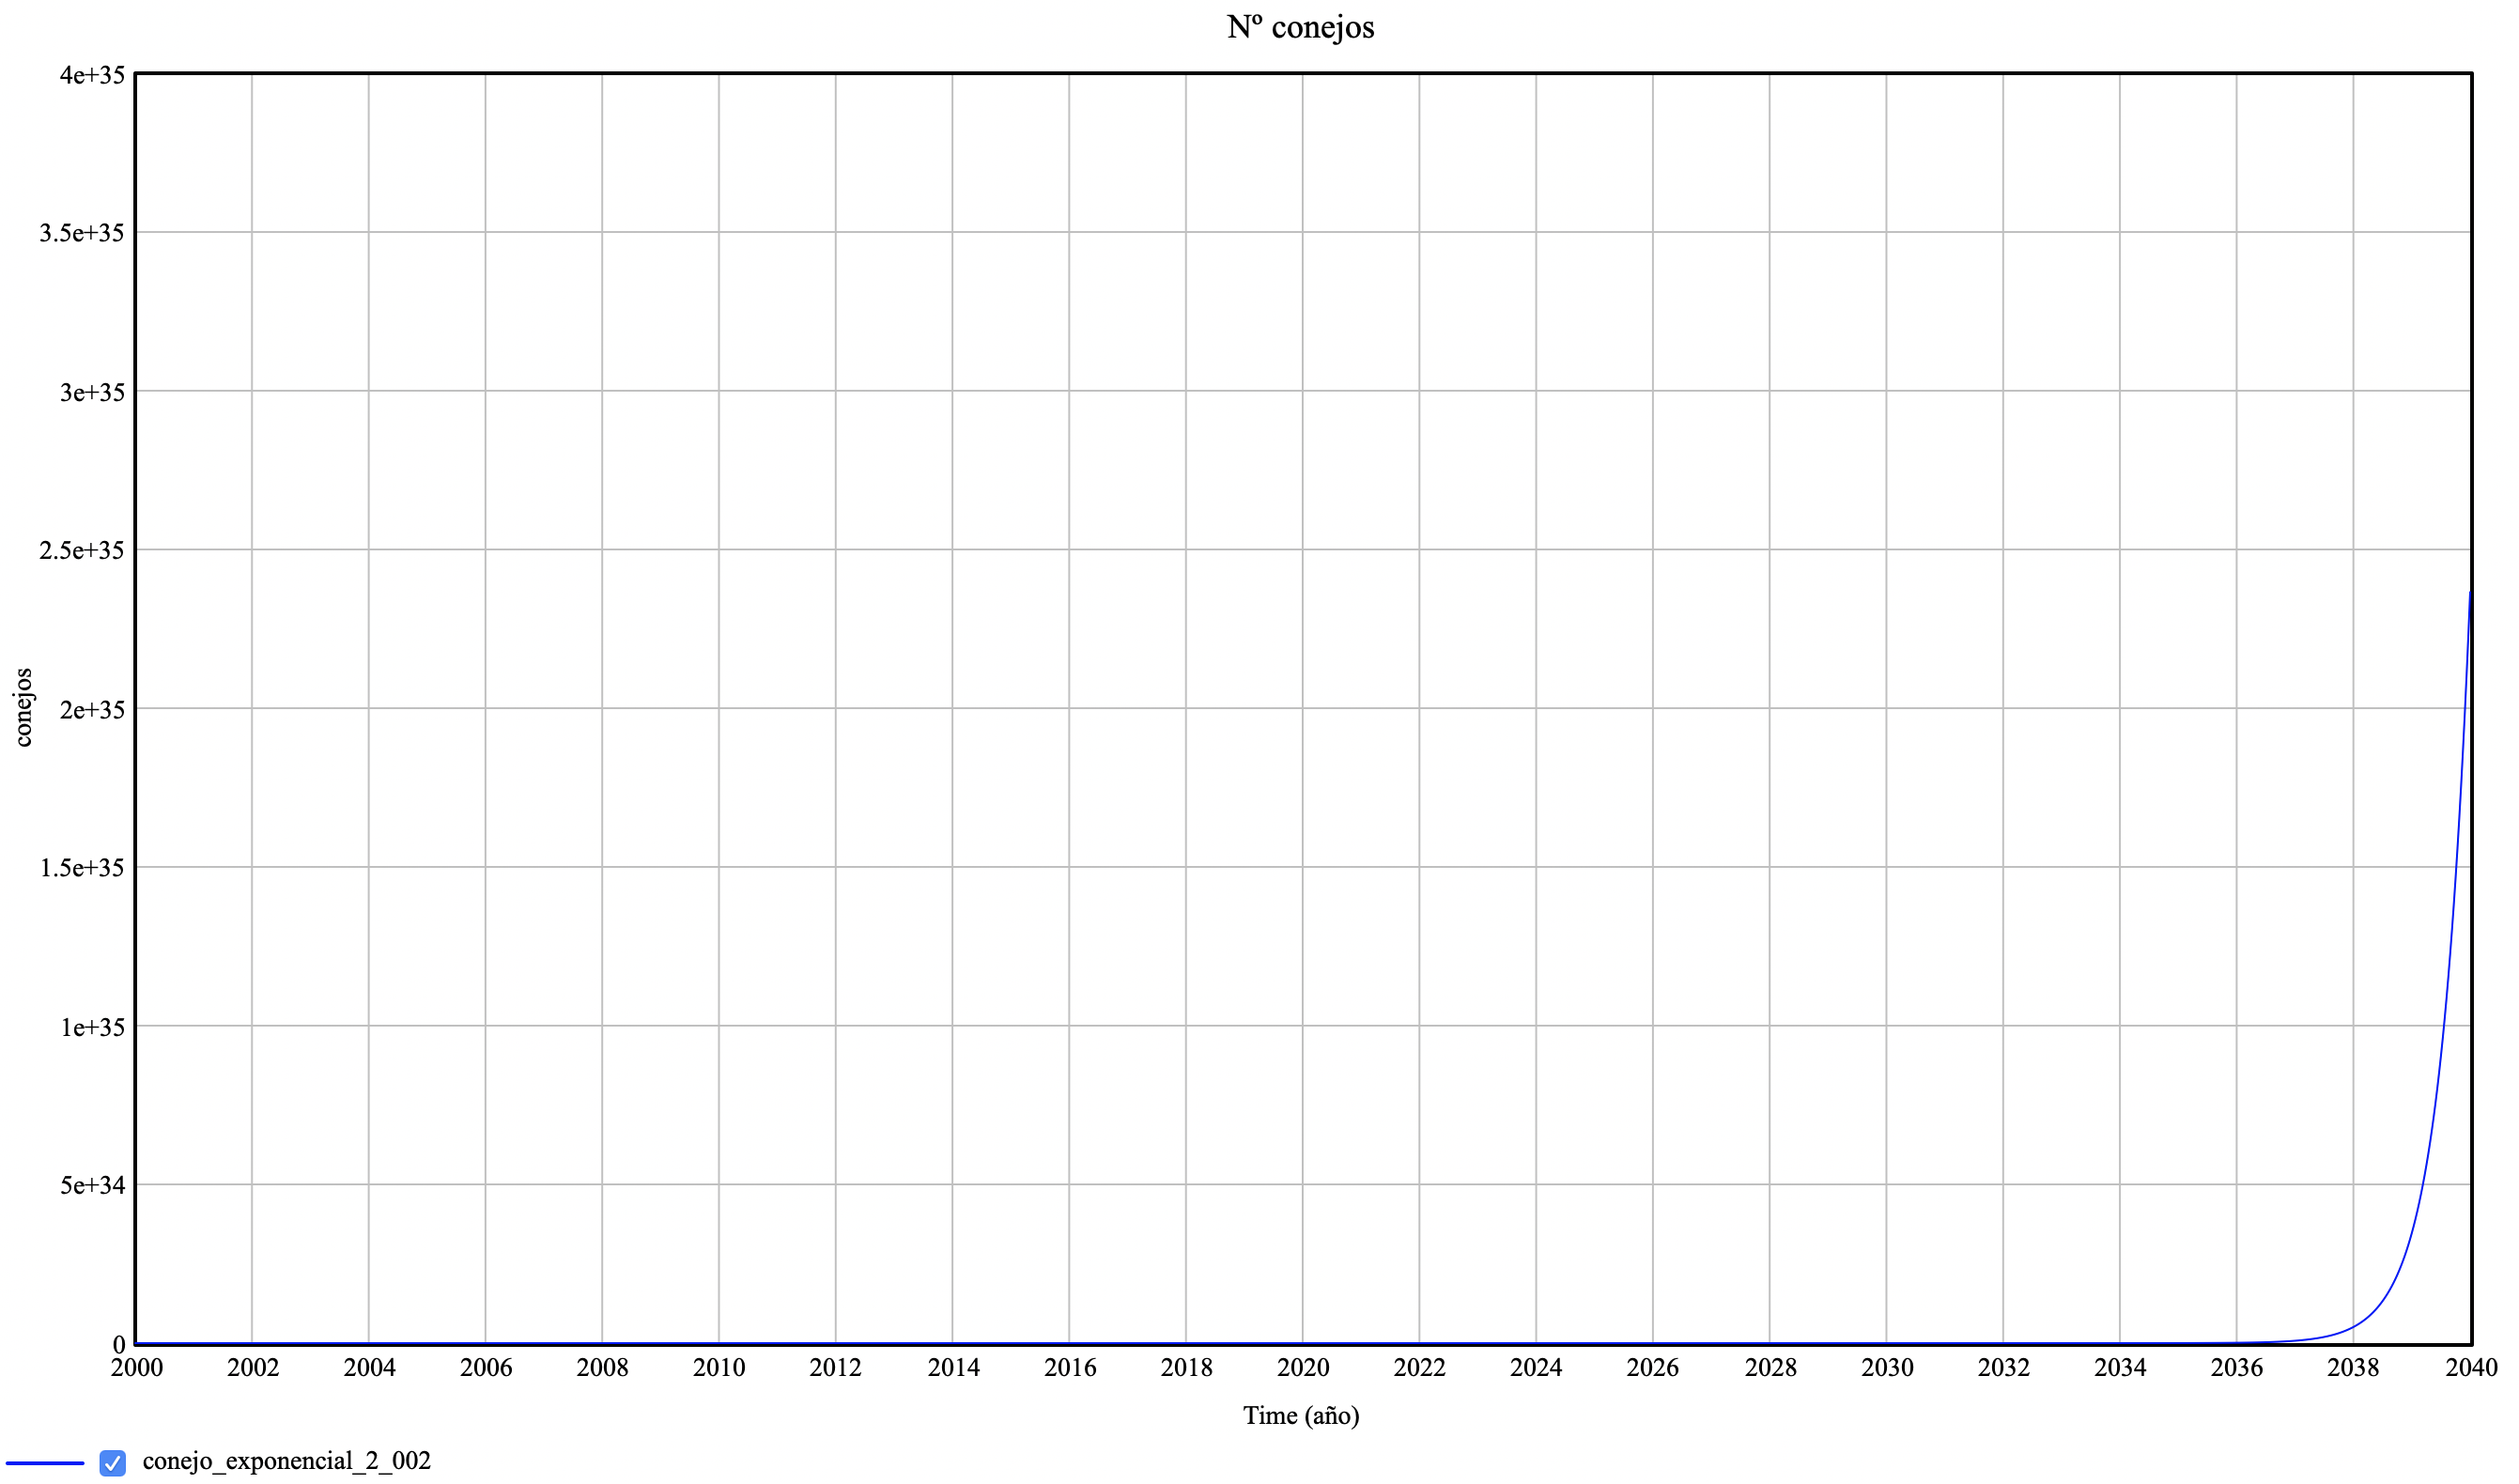 Nº conejos
4e+35
3.5e+35
3e+35
2.5e+35
2e+35
1.5e+35
1e+35
5e+34
0
conejos
2000 2002 2004 2006 2008 2010 2012 2014 2016 2018 2020 2022 2024 2026 2028 2030 2032 2034 2036 2038 2040
Time (año)
conejo_exponencial_2_002